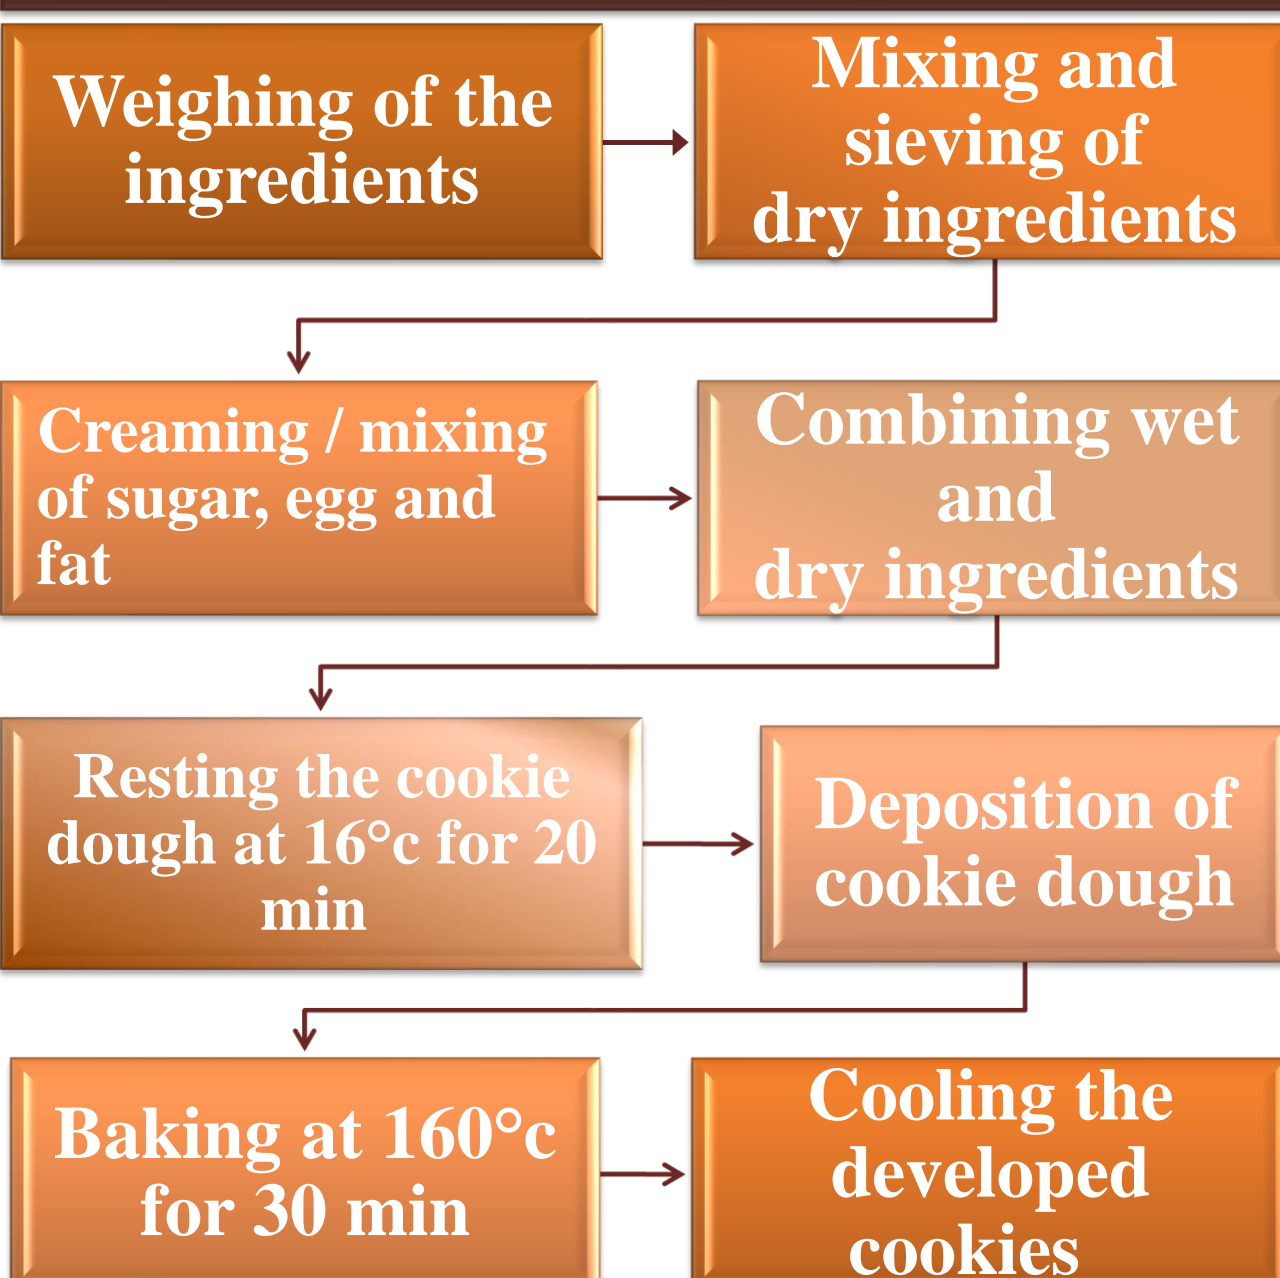 Weighing of the
ingredients
Mixing and
sieving of
dry ingredients
Creaming / mixing
of sugar, egg and
fat
Combining wet
and
dry ingredients
Resting the cookie
dough at 16°c for 20
min
Deposition of
cookie dough
Baking at 160°c
for 30 min
Cooling the
developed
cookies